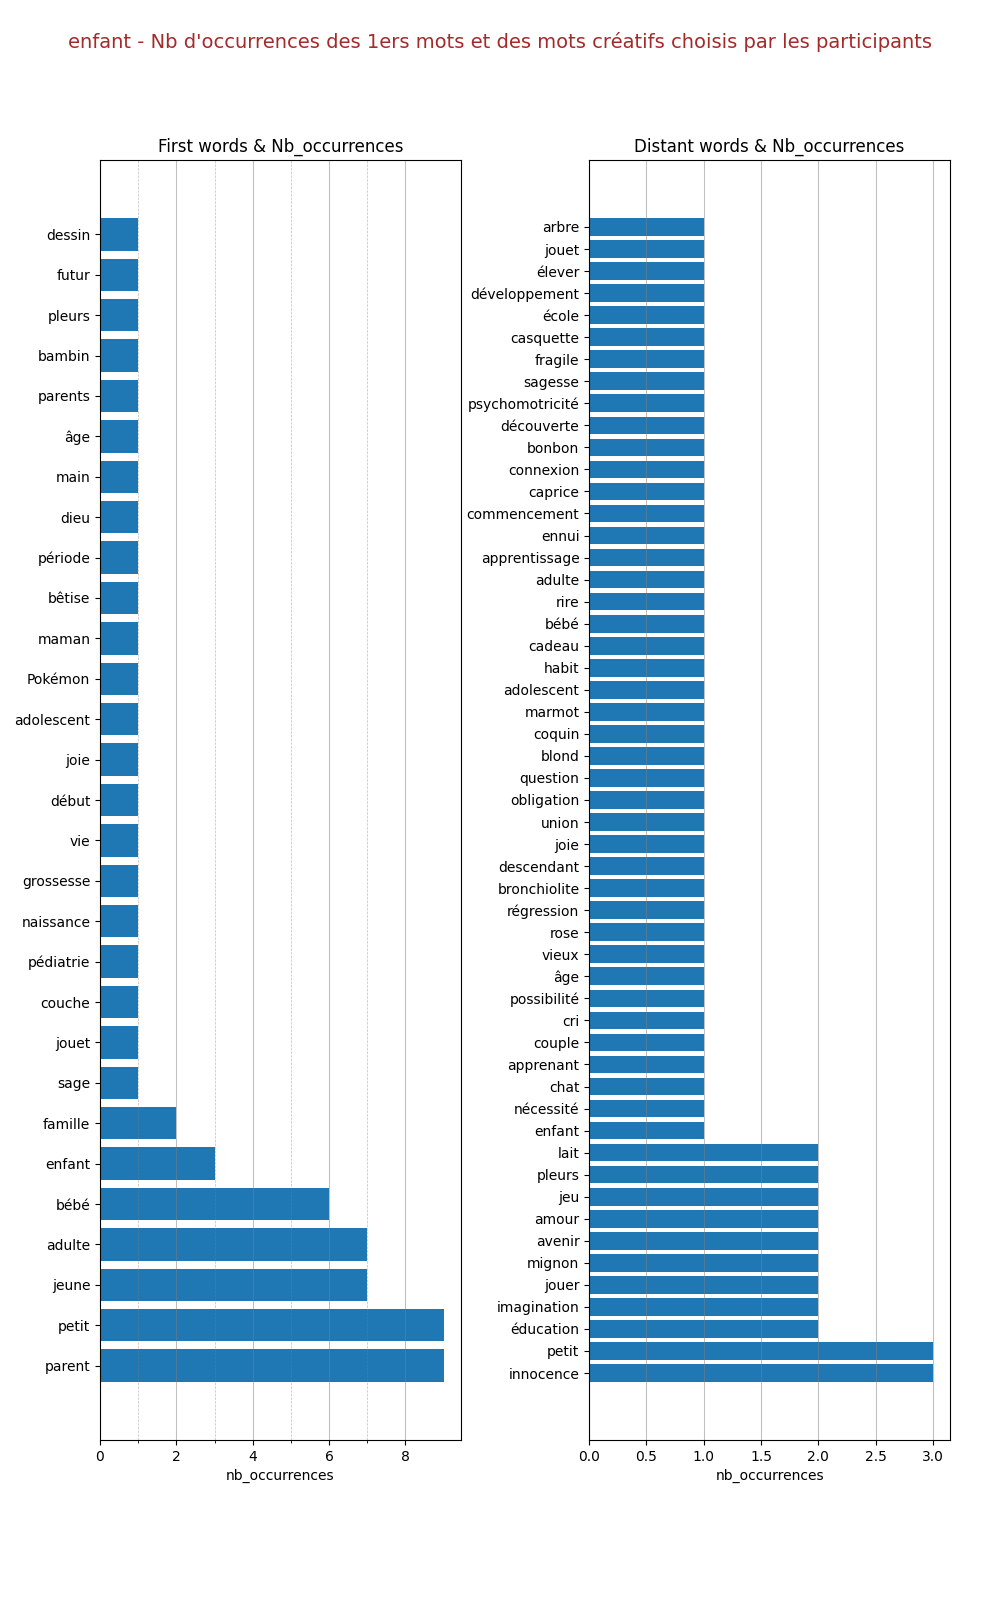 enfant - Nb d'occurrences des 1ers mots et des mots créatifs choisis par les participants
First words & Nb_occurrences
dessin
futur
pleurs
bambin
parents
âge
main
dieu
période
bêtise
maman
Pokémon
adolescent
joie
début
vie
grossesse
naissance
pédiatrie
couche
jouet
sage
famille
enfant
bébé
adulte
jeune
petit
parent
0 2 4 6 8
nb_occurrences
Distant words & Nb_occurrences
arbre
jouet
élever
développement
école
casquette
fragile
sagesse
psychomotricité
découverte
bonbon
connexion
caprice
commencement
ennui
apprentissage
adulte
rire
bébé
cadeau
habit
adolescent
marmot
coquin
blond
question
obligation
union
joie
descendant
bronchiolite
régression
rose
vieux
âge
possibilité
cri
couple
apprenant
chat
nécessité
enfant
lait
pleurs
jeu
amour
avenir
mignon
jouer
imagination
éducation
petit
innocence
0.0 0.5 1.0 1.5 2.0 2.5 3.0
nb_occurrences